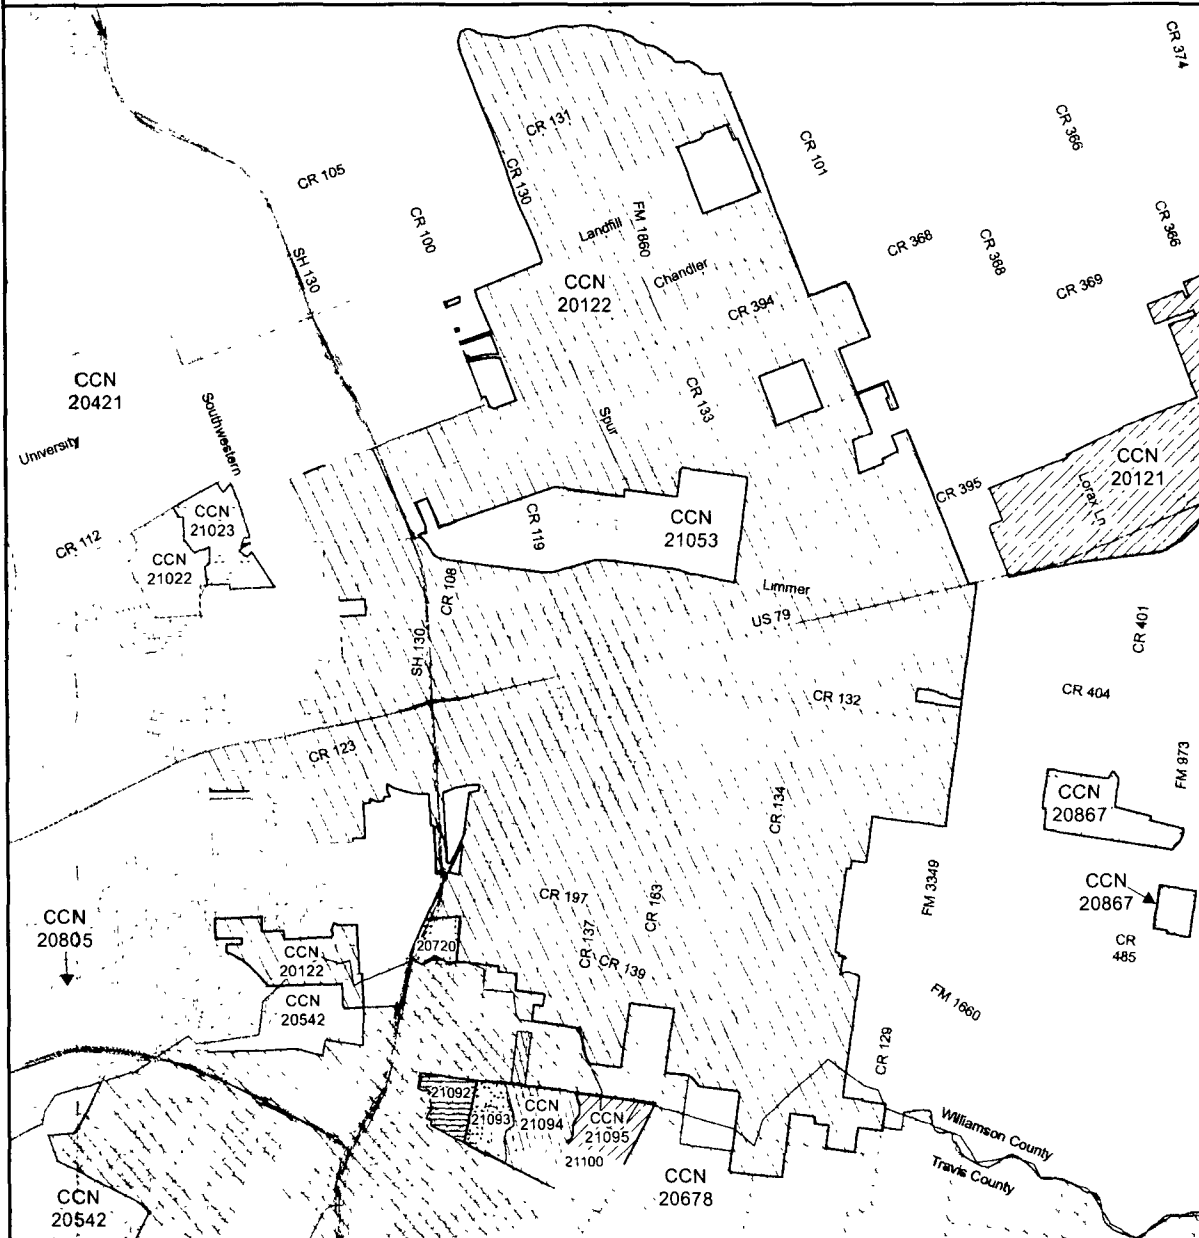 CR 374
CR 131
CR 366
CR 101
CR 105
CR 130
CR 100
FM 1660
Landfill
CR 366
CR 368
CR 368
SH 130
Chandler
CCN
20122
CR 369
CR 394
CCN
20421
CR 133
Southwestern
Spur
University
CCN
20121
CR 395
Lorax Ln
CCN
21023
CCN
21053
CR 119
CR 112
CCN
21022
CR 108
Limmer
US 79
CR 401
SH 130
CR 132
CR 404
CR 123
FM 973
CCN
20867
CR 134
FM 3349
CCN
20867
CR 197
CR 163
CCN
20805
CR 137
20720
CR
485
CCN
20122
CR 139
CCN
20542
FM 1660
CR 129
21092
21093
CCN
21094
CCN
21095
Williamson County
21100
Travis County
CCN
20678
CCN
20542